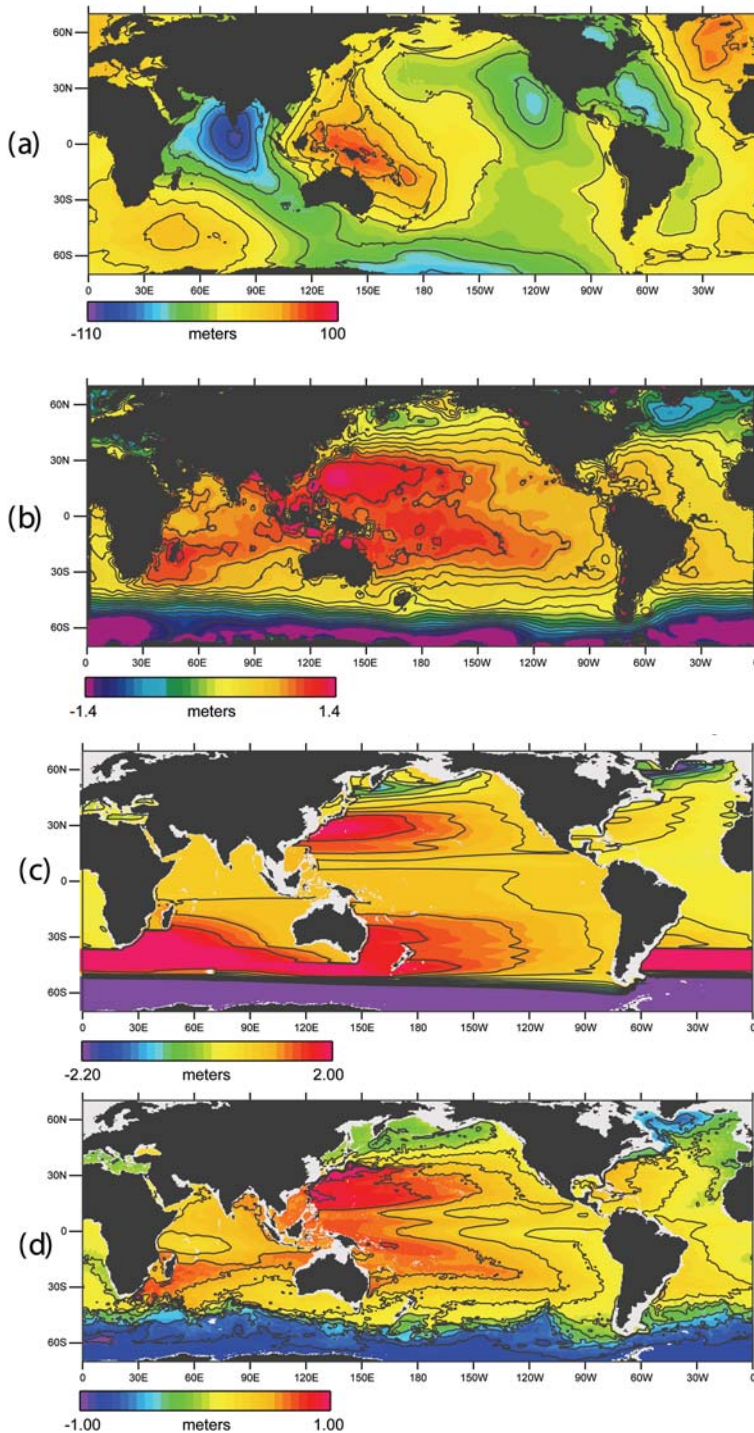 60N
30N
(a)
0
30S
60S
0 30E 60E 90E 120E 150E 180 150W 120W 90W 60W 30W
-110 meters 100
60N
30N
(b)
0
30S
60S
0 30E 60E 90E 120E 150E 180 150W 120W 90W 60W 30W 0
-1.4 meters 1.4
60N
30N
(c)
0
30S
60S
0 30E 60E 90E 120E 150E 180 150W 120W 90W 60W 30W 0
-2.20 meters 2.00
60N
30N
(d)
0
30S
60S
0 30E 60E 90E 120E 150E 180 150W 120W 90W 60W 30W 0
-1.00 meters 1.00